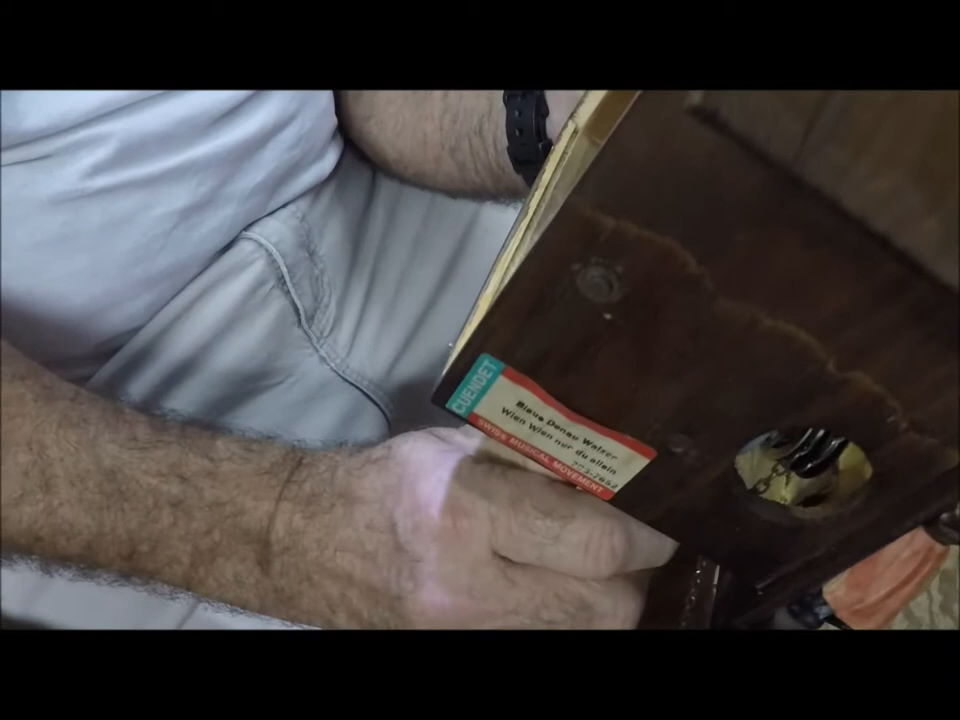 CUENDET
Blaue Donau Walzer
Wien Wien nur du allein
SWISS MUSICAL MOVEMENT